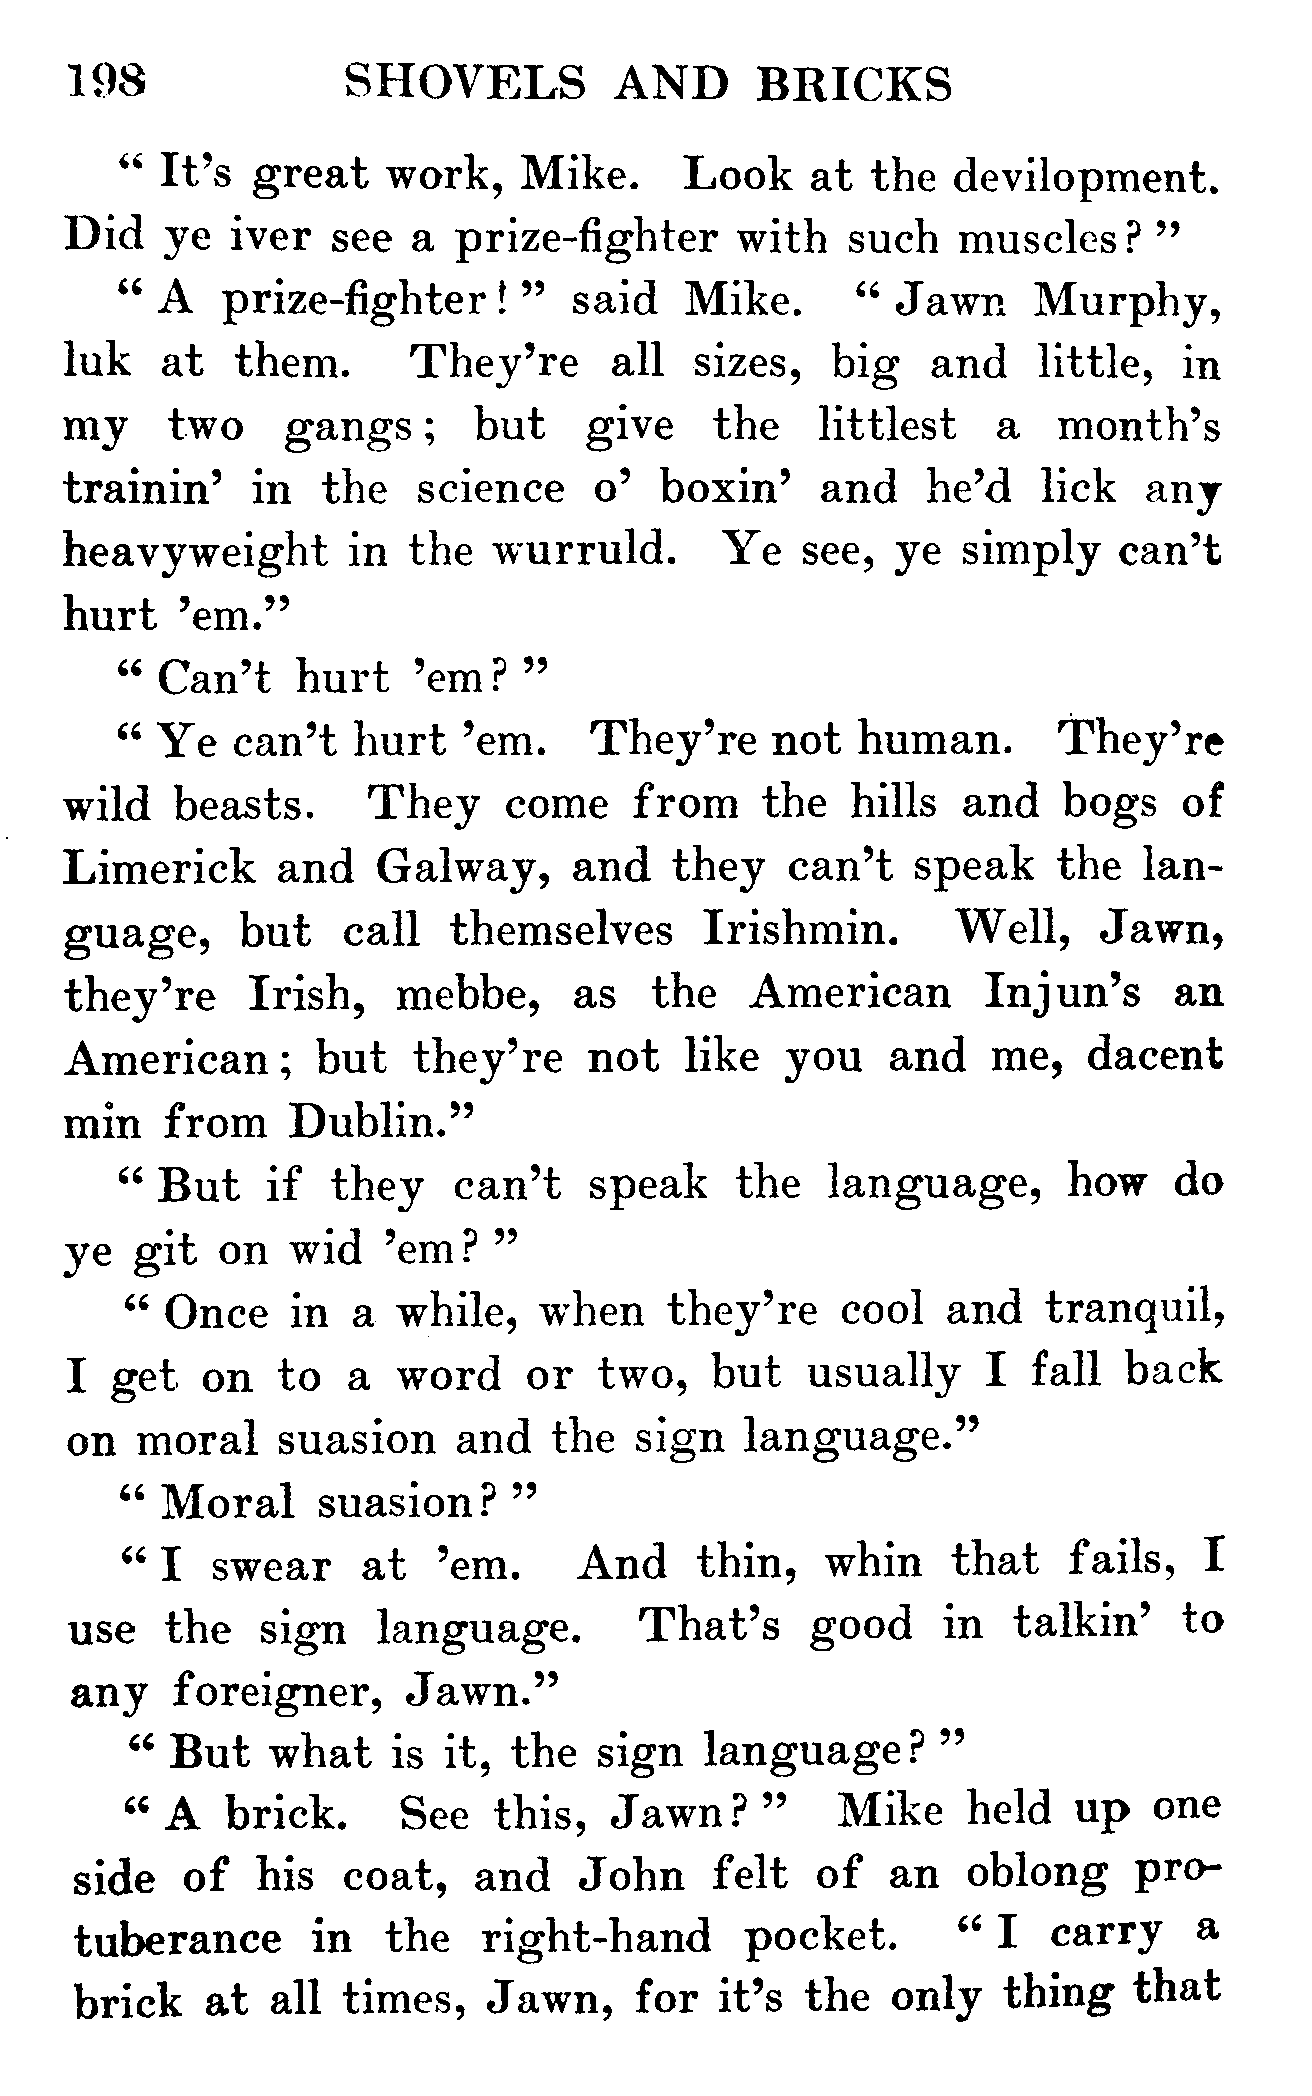 198 SHOVELS AND BRICKS
“ It’s great work, Mike. Look at the devilopment.
Did ye iver see a prize-fighter with such muscles? ”
“ A prize-fighter! ” said Mike. “ Jawn Murphy,
luk at them. They’re all sizes, big and little, in
my two gangs; but give the littlest a month’s
trainin’ in the science o’ boxin’ and he’d lick any
heavyweight in the wurruld. Ye see, ye simply can’t
hurt ’em.”
“ Can’t hurt ’em? ”
“ Ye can’t hurt ’em. They’re not human. They’re
wild beasts. They come from the hills and bogs of
Limerick and Galway, and they can’t speak the lan-
guage, but call themselves Irishmin. Well, Jawn,
they’re Irish, mebbe, as the American Injun’s an
American; but they’re not like you and me, dacent
min from Dublin.”
“ But if they can’t speak the language, how do
ye git on wid ’em? ”
“ Once in a while, when they’re cool and tranquil,
I get on to a word or two, but usually I fall back
on moral suasion and the sign language.”
“ Moral suasion? ”
“ I swear at ’em. And thin, whin that fails, I
use the sign language. That’s good in talkin’ to
any foreigner, Jawn.”
“ But what is it, the sign language? ”
“ A brick. See this, Jawn? ” Mike held up one
side of his coat, and John felt of an oblong pro-
tuberance in the right-hand pocket. “ I carry a
brick at all times, Jawn, for it’s the only thing that